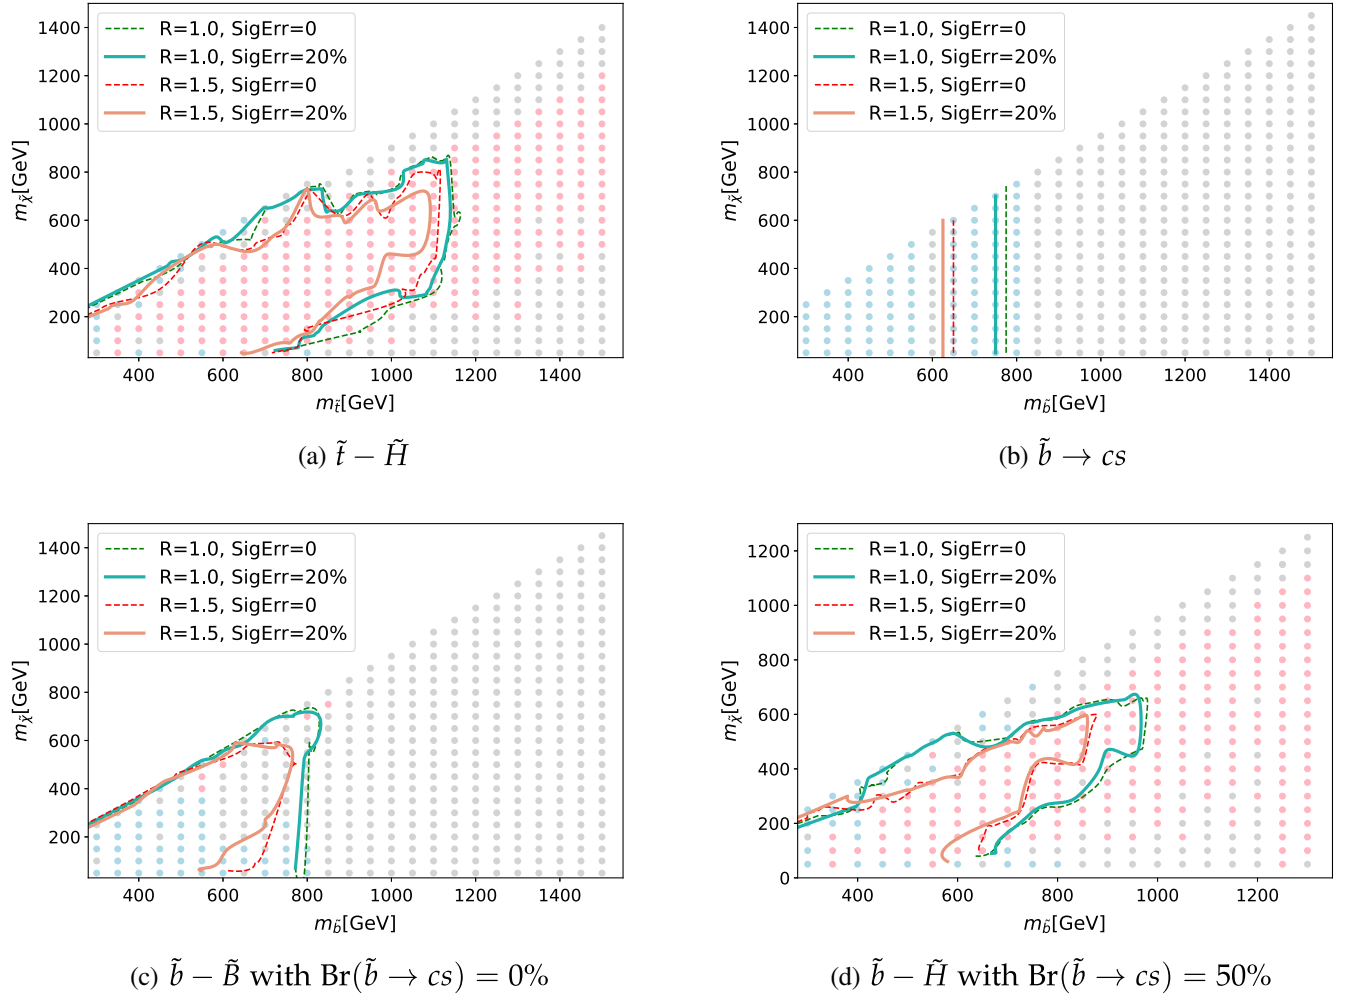 R=1.0, SigErr=0
R=1.0, SigErr=20%
R=1.5, SigErr=0
R=1.5, SigErr=20%
1400
1200
1000
800
600
400
200
m_χ̃[GeV]
400 600 800 1000 1200 1400
m_t̃[GeV]
(a) t̃ − H̃
R=1.0, SigErr=0
R=1.0, SigErr=20%
R=1.5, SigErr=0
R=1.5, SigErr=20%
1400
1200
1000
800
600
400
200
m_χ̃[GeV]
400 600 800 1000 1200 1400
m_b̃[GeV]
(b) b̃ → cs
R=1.0, SigErr=0
R=1.0, SigErr=20%
R=1.5, SigErr=0
R=1.5, SigErr=20%
1400
1200
1000
800
600
400
200
m_χ̃[GeV]
400 600 800 1000 1200 1400
m_b̃[GeV]
(c) b̃ − B̃ with Br(b̃ → cs) = 0%
R=1.0, SigErr=0
R=1.0, SigErr=20%
R=1.5, SigErr=0
R=1.5, SigErr=20%
1200
1000
800
600
400
200
0
m_χ̃[GeV]
400 600 800 1000 1200
m_b̃[GeV]
(d) b̃ − H̃ with Br(b̃ → cs) = 50%